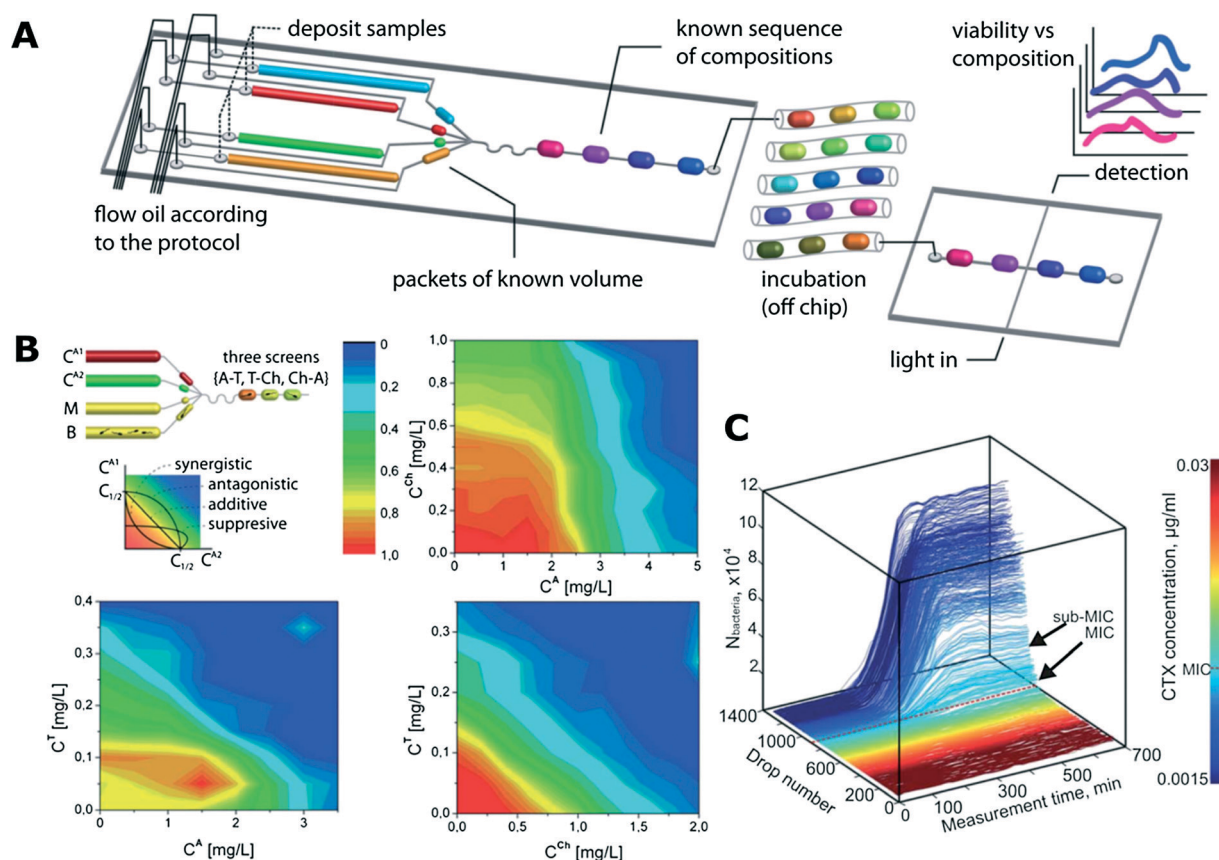 A
deposit samples
known sequence
of compositions
viability vs
composition
flow oil according
to the protocol
packets of known volume
incubation
(off chip)
detection
light in
B
C^A1
C^A2
M
B
three screens
{A-T, T-Ch, Ch-A}
C^A1
C_1/2
synergistic
antagonistic
additive
suppresive
C_1/2 C^A2
0
0,2
0,4
0,6
0,8
1,0
C^Ch [mg/L]
1.0
0.8
0.6
0.4
0.2
0.0
0 1 2 3 4 5
C^A [mg/L]
C^T [mg/L]
0.4
0.3
0.2
0.1
0.0
0 1 2 3
C^A [mg/L]
C^T [mg/L]
0.3
0.2
0.1
0.0
0.0 0.5 1.0 1.5 2.0
C^Ch [mg/L]
C
N_bacteria, x10^4
12
10
8
6
4
2
1400
1000
600
200
0
Drop number
0
100
300
500
700
Measurement time, min
sub-MIC
MIC
0.03
MIC
0.0015
CTX concentration, µg/ml